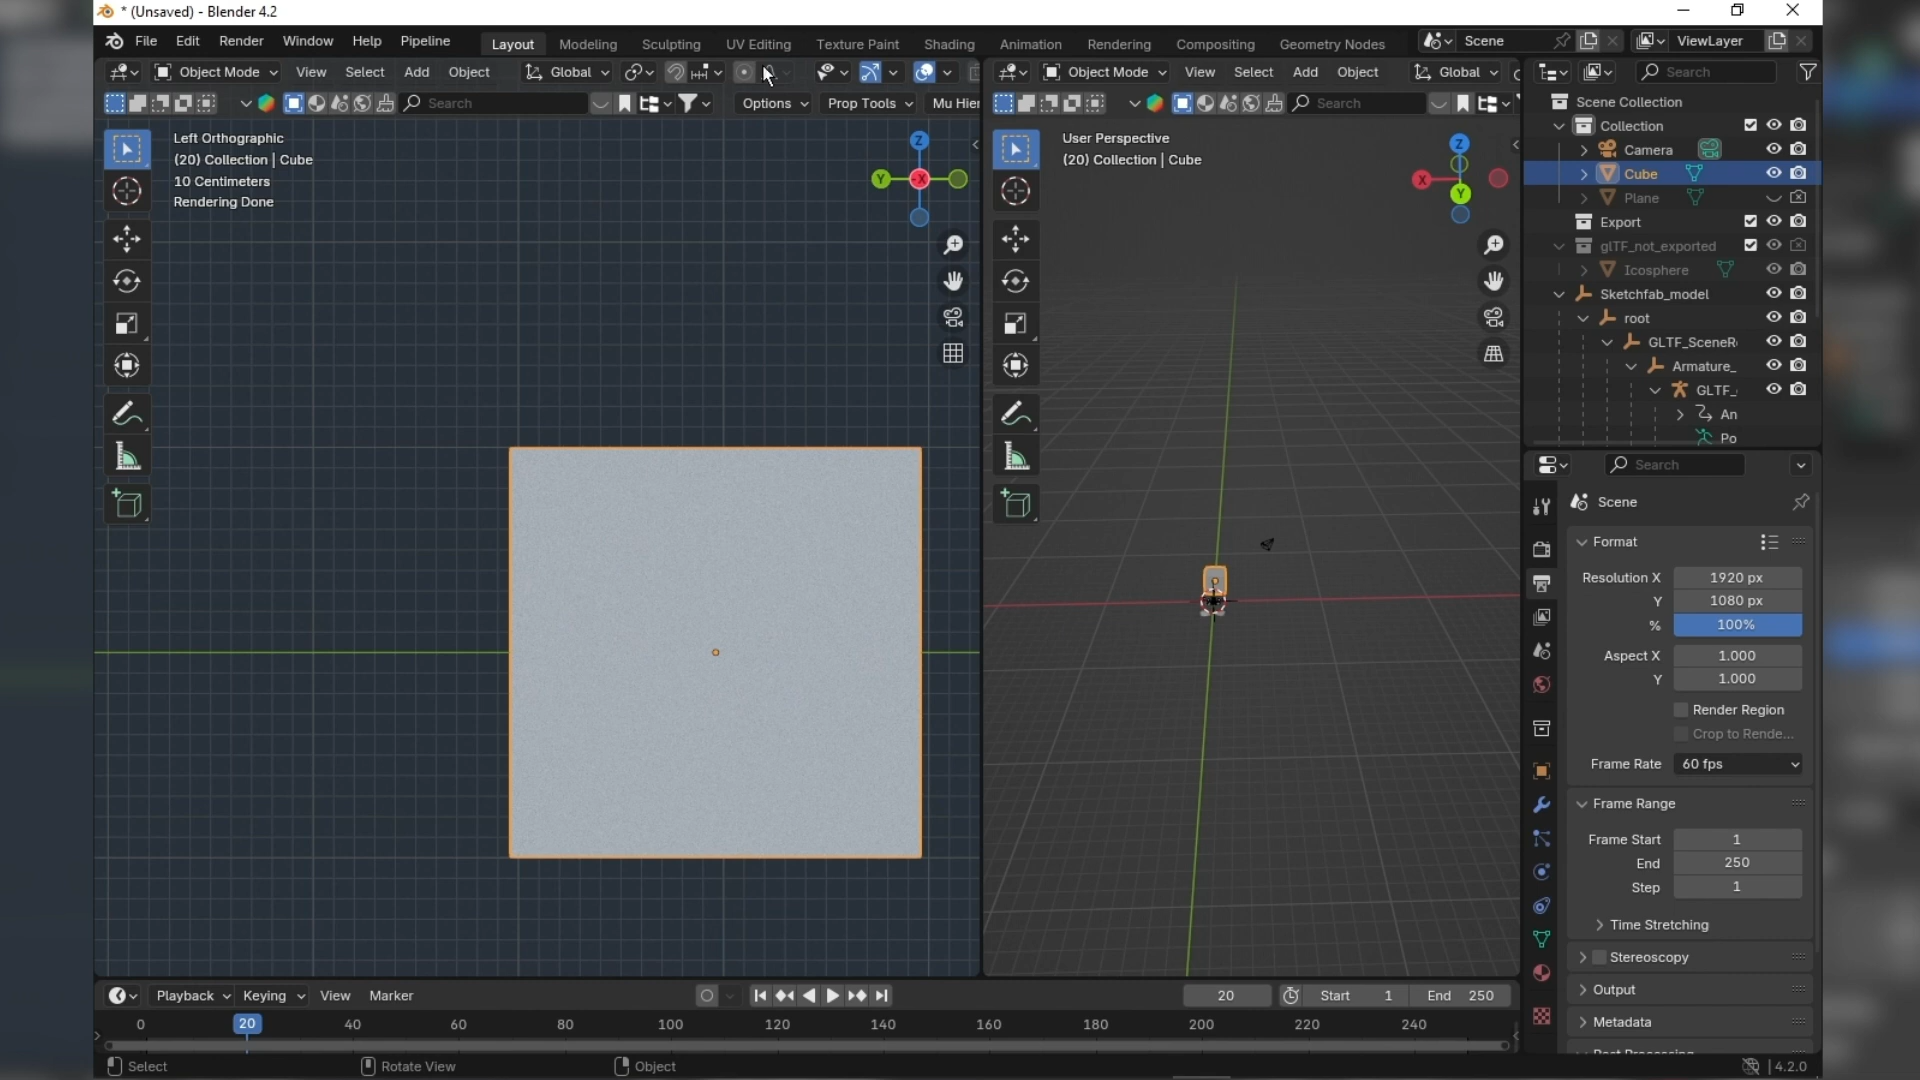 * (Unsaved) - Blender 4.2
File Edit Render Window Help Pipeline Layout Modeling Sculpting UV Editing Texture Paint Shading Animation Rendering Compositing Geometry Nodes Scene ViewLayer
Object Mode View Select Add Object Global
Object Mode View Select Add Object Global
Search
Search Options Prop Tools Mu Hier
Search
Left Orthographic
(20) Collection | Cube
10 Centimeters
Rendering Done
Z
Y
-X
User Perspective
(20) Collection | Cube
Z
X
Y
Scene Collection
Collection
Camera
Cube
Plane
Export
glTF_not_exported
Icosphere
Sketchfab_model
root
GLTF_SceneR
Armature_
GLTF_
An
Po
Search
Scene
Format
Resolution X 1920 px
Y 1080 px
% 100%
Aspect X 1.000
Y 1.000
Render Region
Crop to Rende...
Frame Rate 60 fps
Frame Range
Frame Start 1
End 250
Step 1
Time Stretching
Stereoscopy
Output
Metadata
Playback Keying View Marker 20 Start 1 End 250
0 20 40 60 80 100 120 140 160 180 200 220 240
Select Rotate View Object 4.2.0